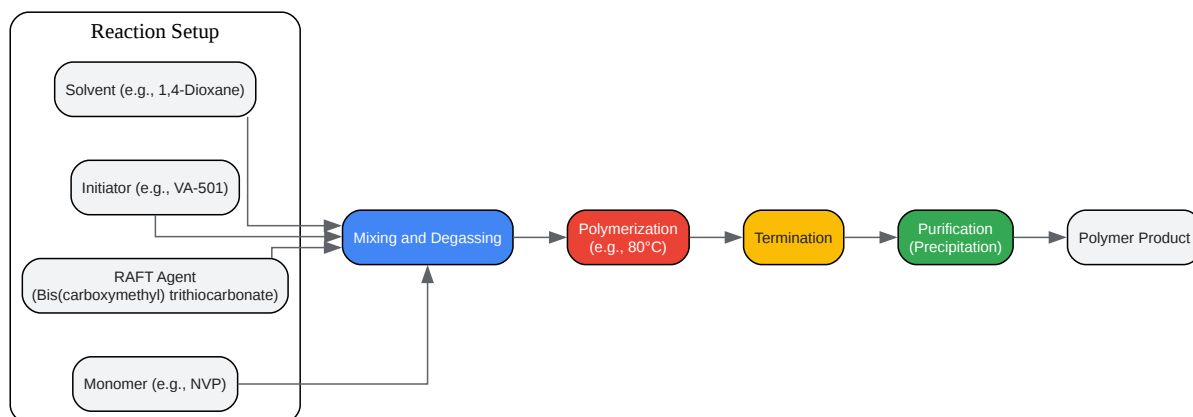 Reaction Setup
Solvent (e.g., 1,4-Dioxane)
Initiator (e.g., VA-501)
RAFT Agent
(Bis(carboxymethyl) trithiocarbonate)
Monomer (e.g., NVP)
Mixing and Degassing
Polymerization
(e.g., 80°C)
Termination
Purification
(Precipitation)
Polymer Product